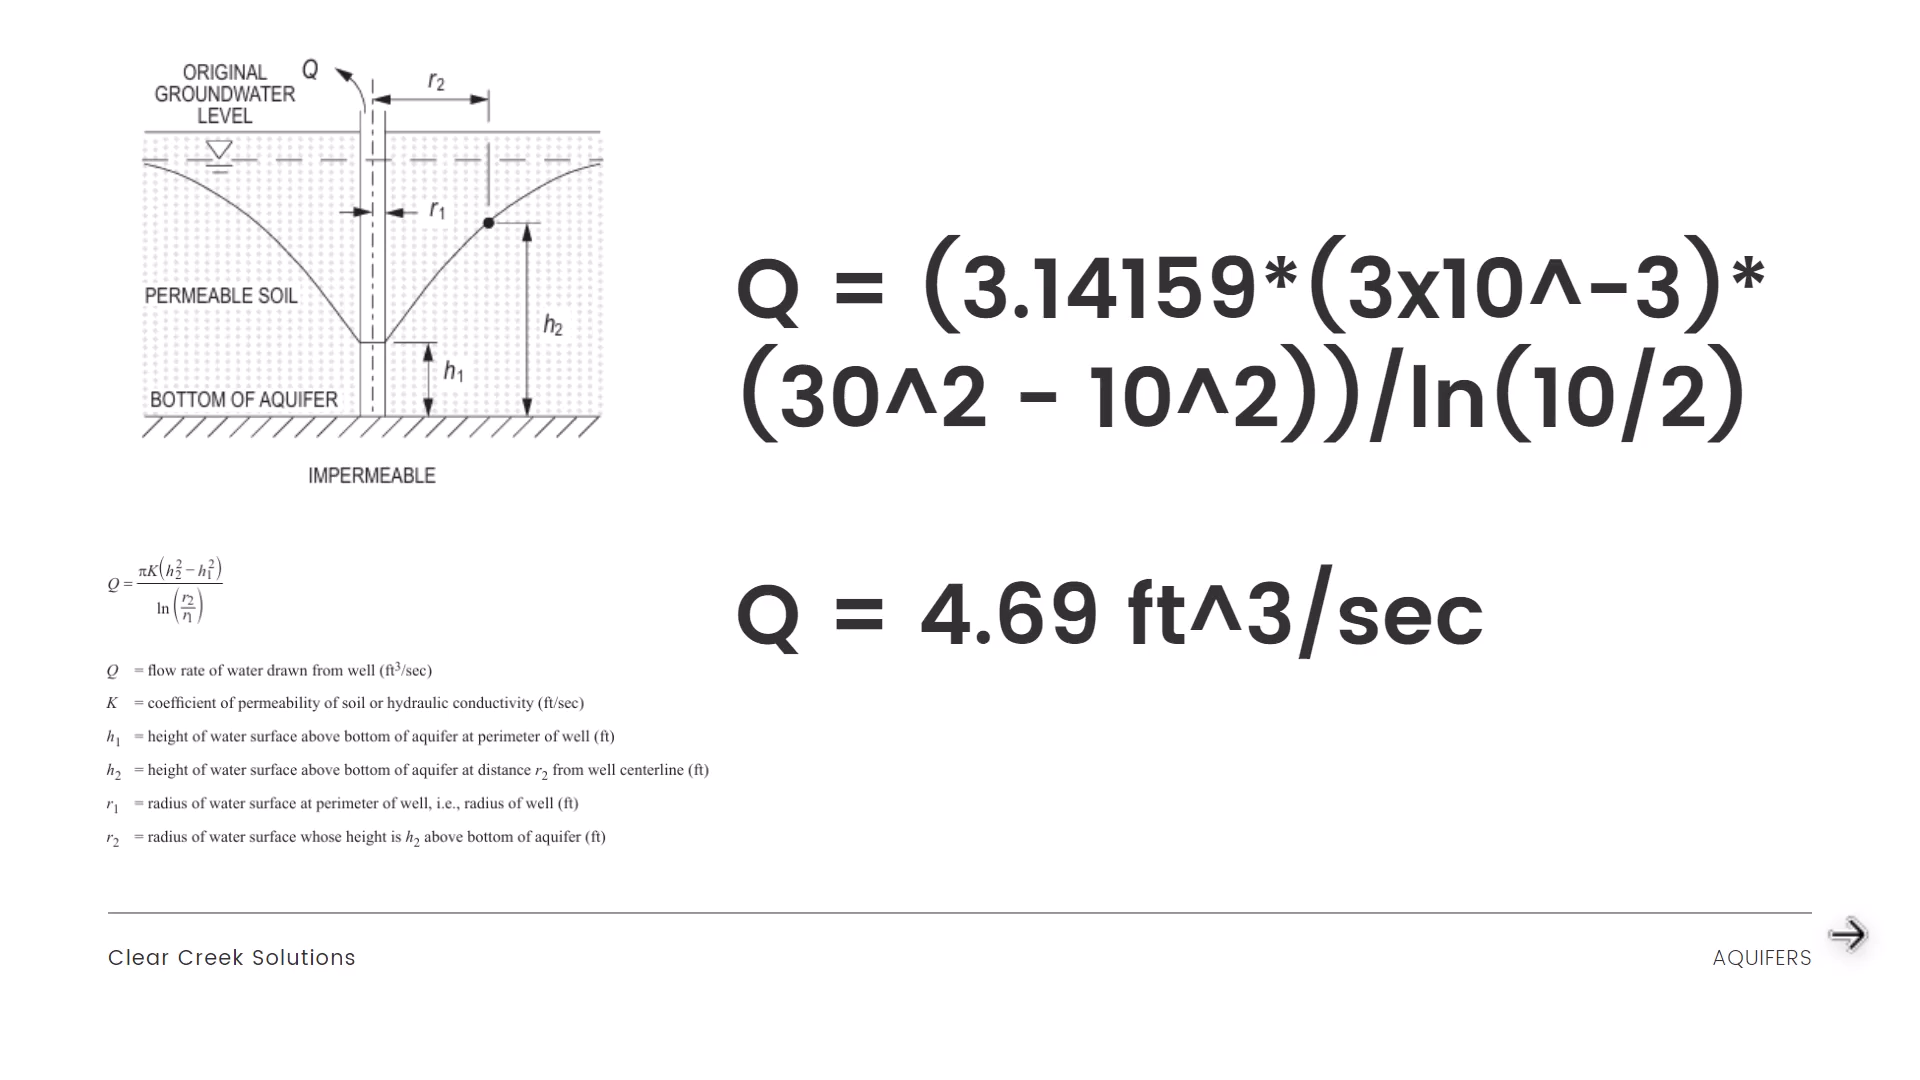 ORIGINAL
GROUNDWATER
LEVEL
Q
r2
r1
PERMEABLE SOIL
h2
h1
BOTTOM OF AQUIFER
IMPERMEABLE
Q = (3.14159*(3x10^-3)*
(30^2 - 10^2))/ln(10/2)
Q = 4.69 ft^3/sec
Q = πK(h₂² − h₁²) / ln(r₂/r₁)
Q = flow rate of water drawn from well (ft³/sec)
K = coefficient of permeability of soil or hydraulic conductivity (ft/sec)
h₁ = height of water surface above bottom of aquifer at perimeter of well (ft)
h₂ = height of water surface above bottom of aquifer at distance r₂ from well centerline (ft)
r₁ = radius of water surface at perimeter of well, i.e., radius of well (ft)
r₂ = radius of water surface whose height is h₂ above bottom of aquifer (ft)
Clear Creek Solutions
AQUIFERS